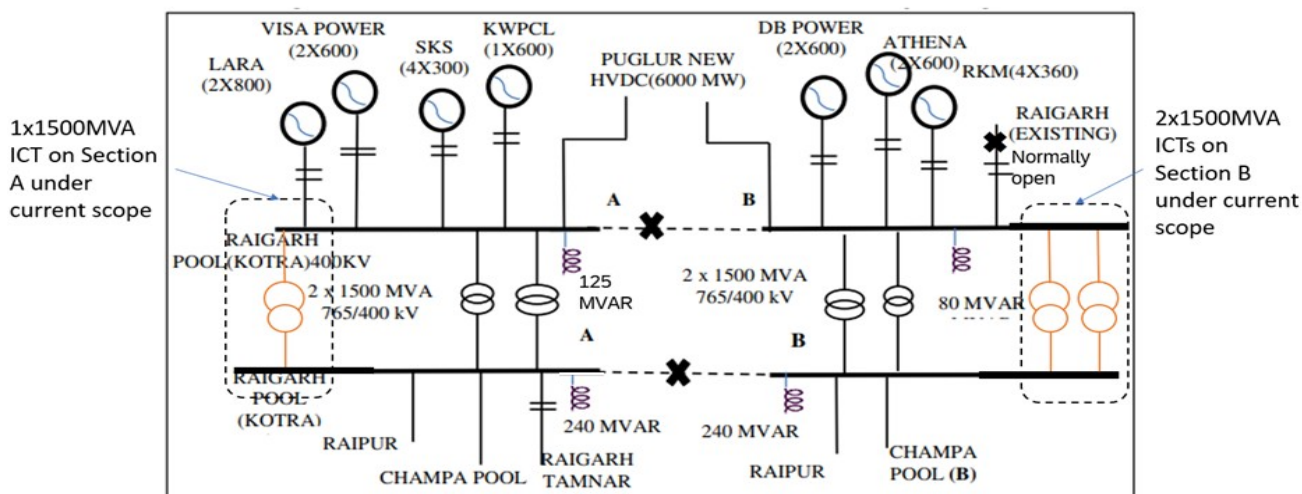 VISA POWER
(2X600)
KWPCL
(1X600)
SKS
(4X300)
LARA
(2X800)
PUGLUR NEW
HVDC(6000 MW)
DB POWER
(2X600)
ATHENA
(2X600)
RKM(4X360)
RAIGARH
(EXISTING)
Normally
open
1x1500MVA
ICT on Section
A under
current scope
2x1500MVA
ICTs on
Section B
under current
scope
A
B
RAIGARH
POOL(KOTRA)400KV
2 x 1500 MVA
765/400 kV
125
MVAR
2 x 1500 MVA
765/400 kV
80 MVAR
A
B
RAIGARH
POOL
(KOTRA)
RAIPUR
CHAMPA POOL
RAIGARH
TAMNAR
240 MVAR
240 MVAR
RAIPUR
CHAMPA
POOL (B)